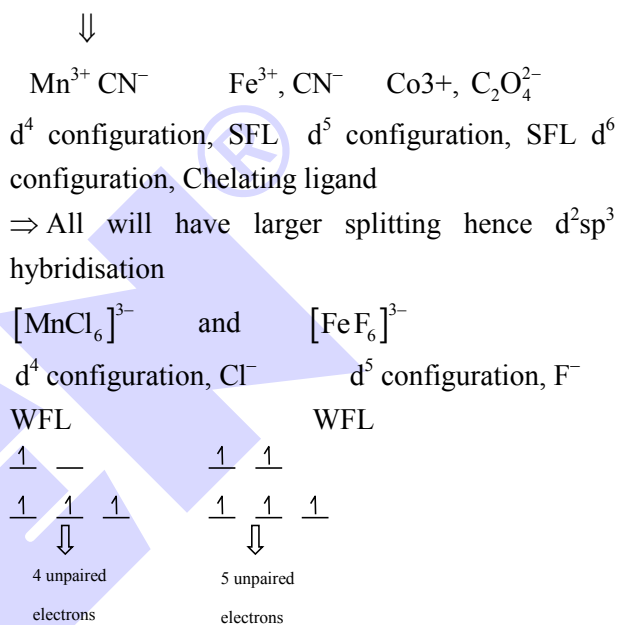 ⇓
Mn³⁺ CN⁻ Fe³⁺, CN⁻ Co3+, C₂O₄²⁻
d⁴ configuration, SFL d⁵ configuration, SFL d⁶
configuration, Chelating ligand
⇒ All will have larger splitting hence d²sp³
hybridisation
[MnCl₆]³⁻ and [FeF₆]³⁻
d⁴ configuration, Cl⁻ d⁵ configuration, F⁻
WFL WFL
1 _ 1 1
1 1 1 1 1 1
⇓ ⇓
4 unpaired 5 unpaired
electrons electrons